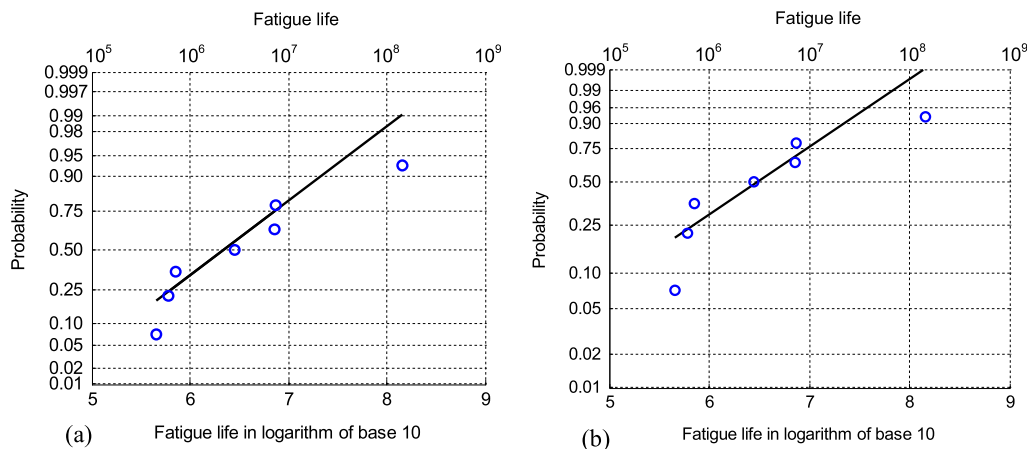 Fatigue life
10^5 10^6 10^7 10^8 10^9
0.999
0.997
0.99
0.98
0.95
0.90
0.75
0.50
0.25
0.10
0.05
0.02
0.01
Probability
5 6 7 8 9
(a) Fatigue life in logarithm of base 10
Fatigue life
10^5 10^6 10^7 10^8 10^9
0.999
0.99
0.96
0.90
0.75
0.50
0.25
0.10
0.05
0.02
0.01
Probability
5 6 7 8 9
(b) Fatigue life in logarithm of base 10